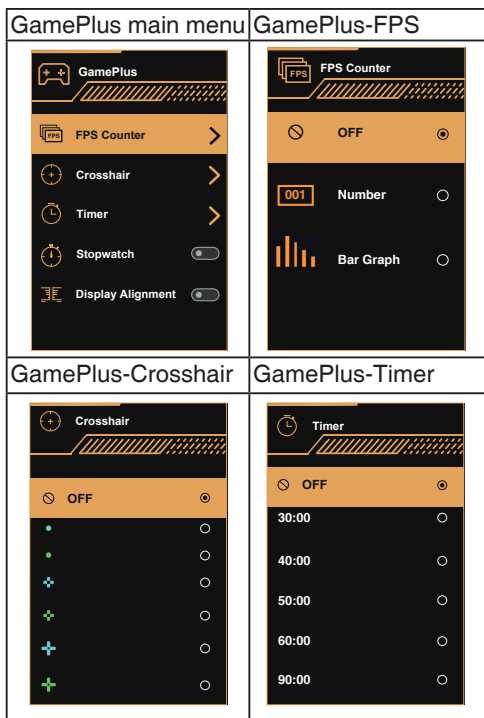 GamePlus main menu
GamePlus
FPS
FPS Counter
Crosshair
Timer
Stopwatch
Display Alignment
GamePlus-FPS
FPS
FPS Counter
OFF
001
Number
Bar Graph
GamePlus-Crosshair
Crosshair
OFF
GamePlus-Timer
Timer
OFF
30:00
40:00
50:00
60:00
90:00